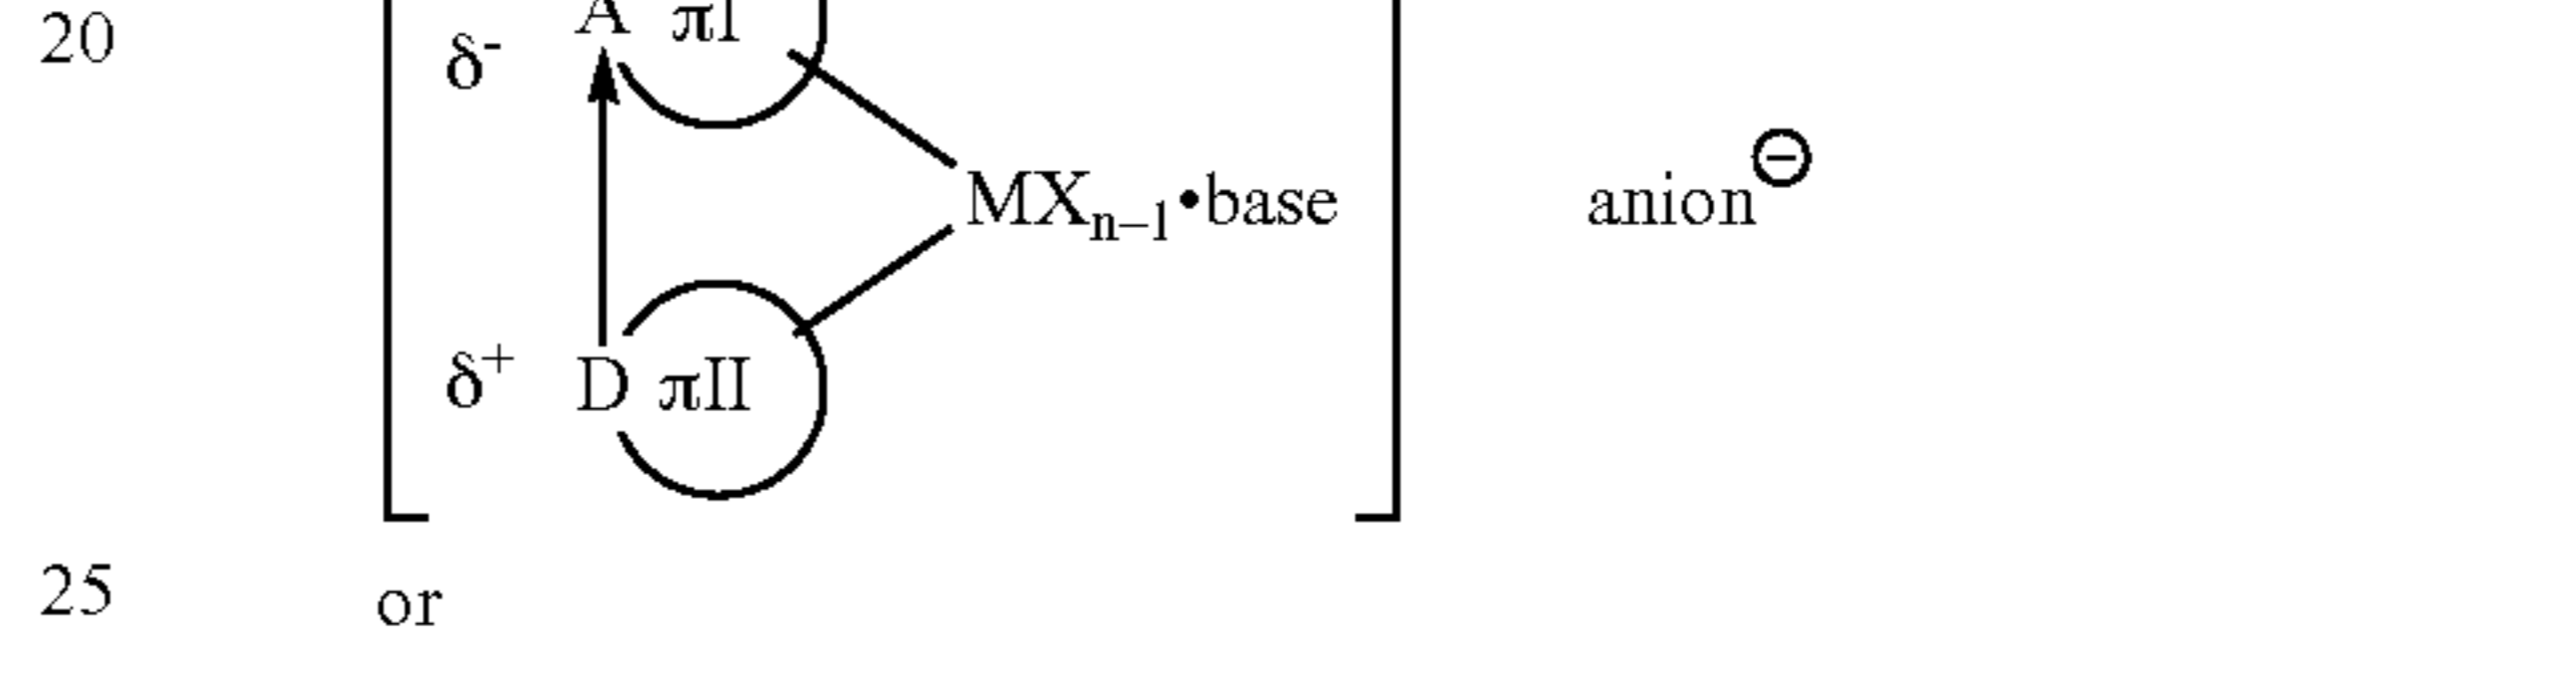 20
δ⁻ A πI
MXₙ₋₁•base anion⊖
δ⁺ D πII
25 or